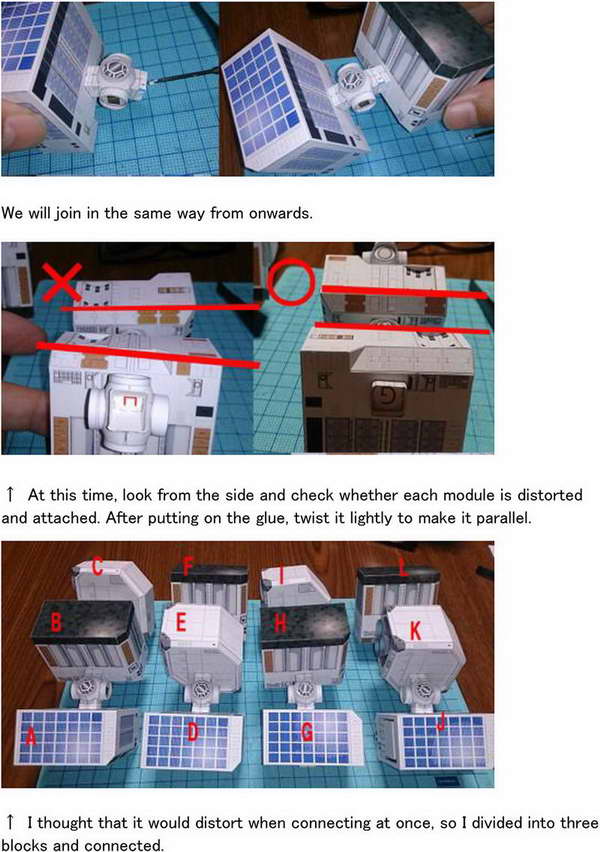 We will join in the same way from onwards.
↑ At this time, look from the side and check whether each module is distorted
and attached. After putting on the glue, twist it lightly to make it parallel.
C F I L
B E H K
A D G J
↑ I thought that it would distort when connecting at once, so I divided into three
blocks and connected.